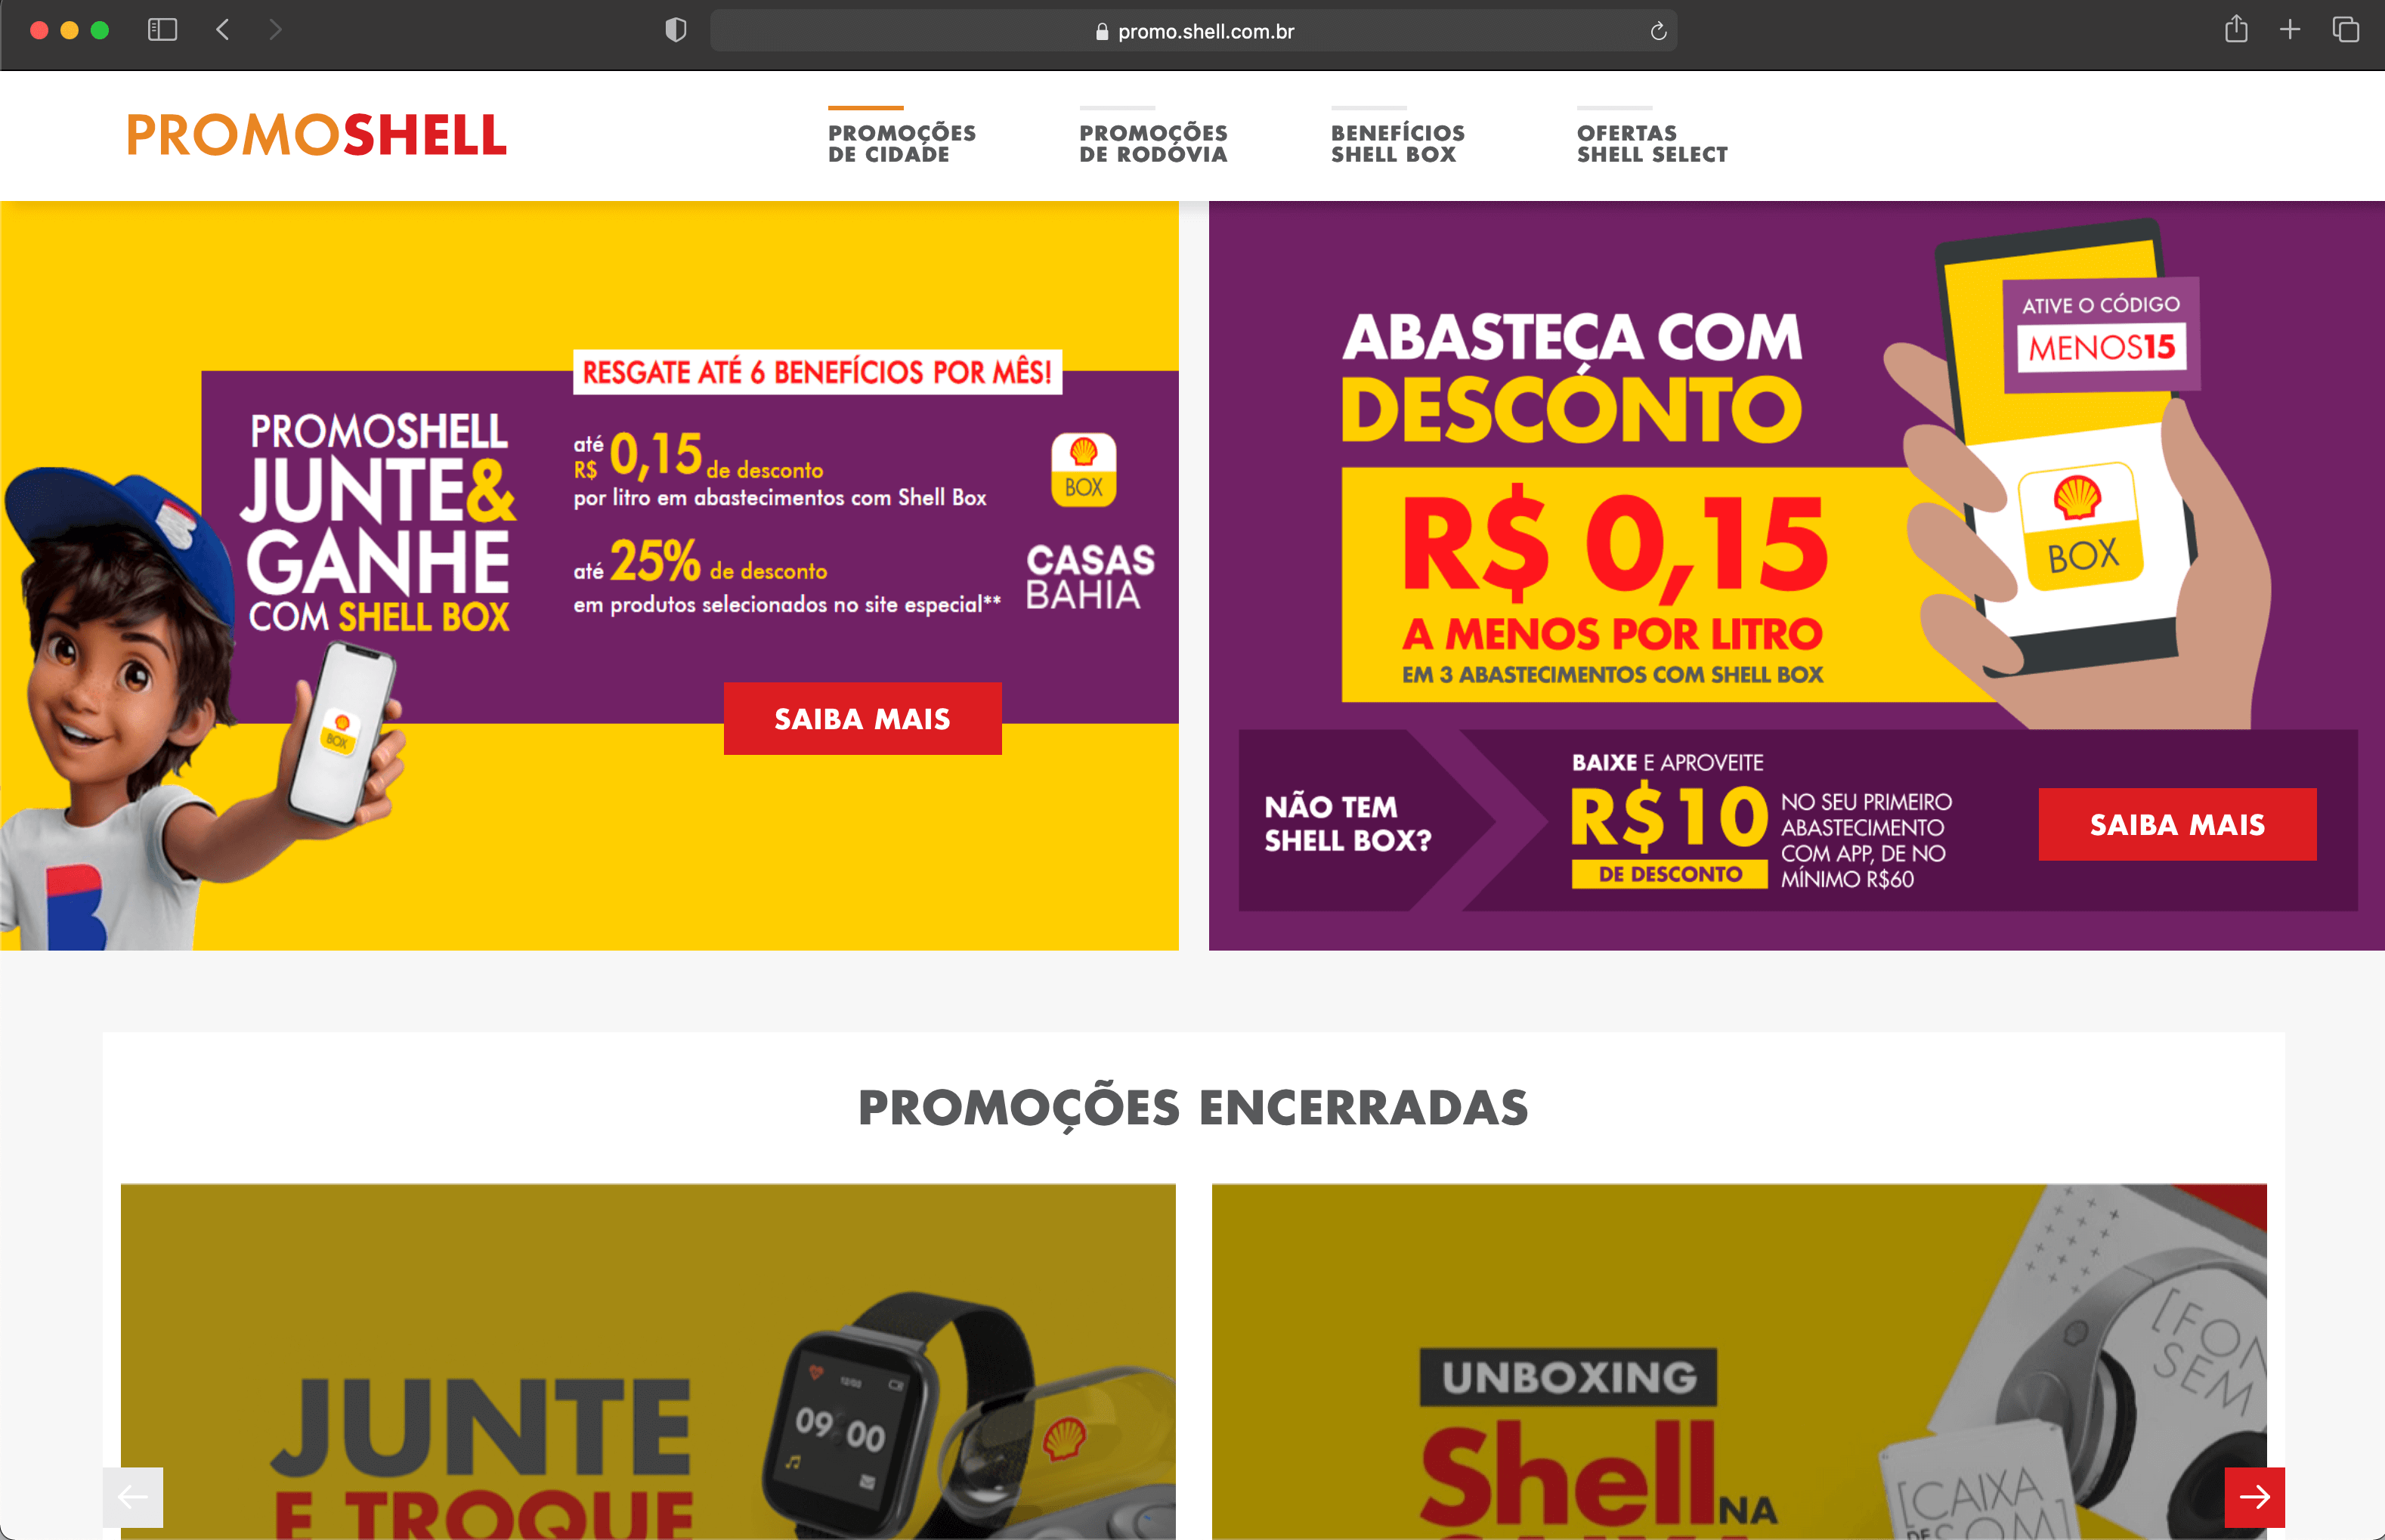 promo.shell.com.br
PROMOSHELL
PROMOÇÕES
DE CIDADE
PROMOÇÕES
DE RODOVIA
BENEFÍCIOS
SHELL BOX
OFERTAS
SHELL SELECT
RESGATE ATÉ 6 BENEFÍCIOS POR MÊS!
PROMOSHELL
JUNTE&
GANHE
COM SHELL BOX
até
R$ 0,15 de desconto
por litro em abastecimentos com Shell Box
BOX
até 25% de desconto
em produtos selecionados no site especial**
CASAS
BAHIA
BOX
SAIBA MAIS
ABASTEÇA COM
DESCONTO
R$ 0,15
A MENOS POR LITRO
EM 3 ABASTECIMENTOS COM SHELL BOX
ATIVE O CÓDIGO
MENOS15
BOX
NÃO TEM
SHELL BOX?
BAIXE E APROVEITE
R$10
DE DESCONTO
NO SEU PRIMEIRO
ABASTECIMENTO
COM APP, DE NO
MÍNIMO R$60
SAIBA MAIS
PROMOÇÕES ENCERRADAS
JUNTE
E TROQUE
09 00
UNBOXING
Shell NA
[FON
SEM
[CAIXA
DE SOM]